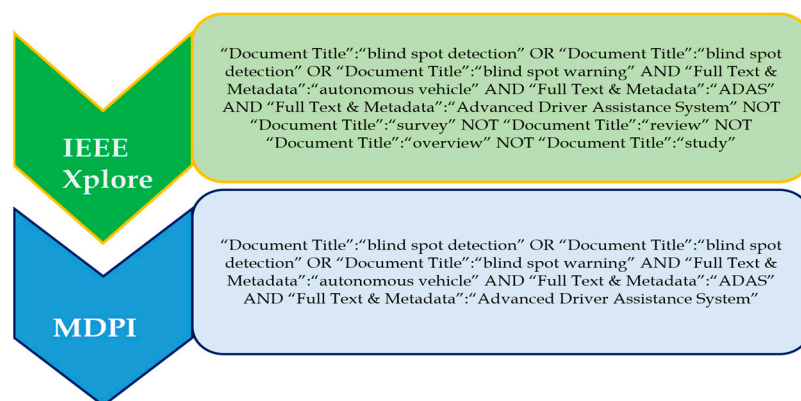 IEEE
Xplore
“Document Title”:“blind spot detection” OR “Document Title”:“blind spot
detection” OR “Document Title”:“blind spot warning” AND “Full Text &
Metadata”:“autonomous vehicle” AND “Full Text & Metadata”:“ADAS”
AND “Full Text & Metadata”:“Advanced Driver Assistance System” NOT
“Document Title”:“survey” NOT “Document Title”:“review” NOT
“Document Title”:“overview” NOT “Document Title”:“study”
MDPI
“Document Title”:“blind spot detection” OR “Document Title”:“blind spot
detection” OR “Document Title”:“blind spot warning” AND “Full Text &
Metadata”:“autonomous vehicle” AND “Full Text & Metadata”:“ADAS”
AND “Full Text & Metadata”:“Advanced Driver Assistance System”